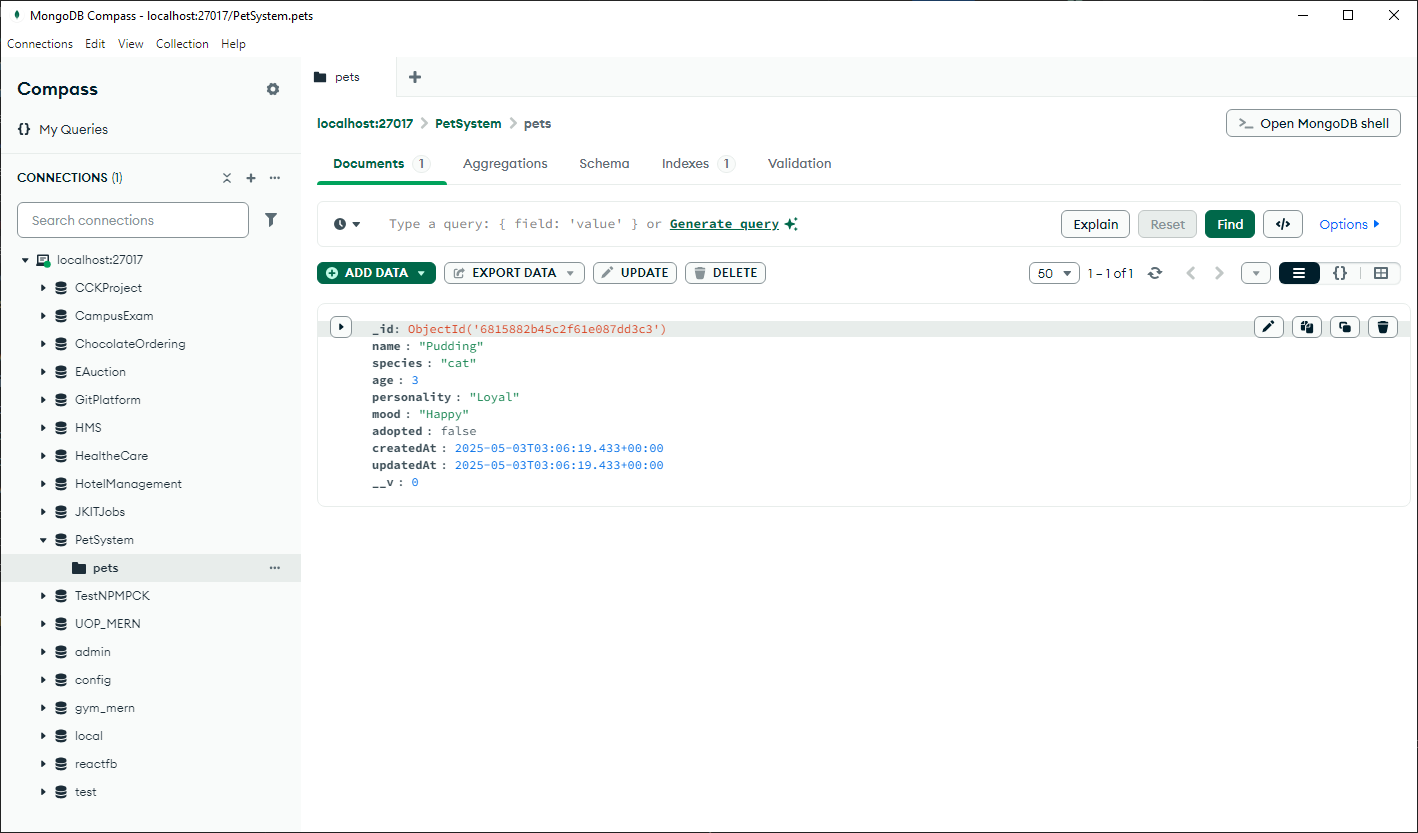 MongoDB Compass - localhost:27017/PetSystem.pets
Connections Edit View Collection Help
Compass
{} My Queries
CONNECTIONS (1)
Search connections
localhost:27017
CCKProject
CampusExam
ChocolateOrdering
EAuction
GitPlatform
HMS
HealtheCare
HotelManagement
JKITJobs
PetSystem
pets
TestNPMPCK
UOP_MERN
admin
config
gym_mern
local
reactfb
test
pets
localhost:27017 > PetSystem > pets
>_ Open MongoDB shell
Documents 1 Aggregations Schema Indexes 1 Validation
Type a query: { field: 'value' } or Generate query
Explain Reset Find </> Options
ADD DATA EXPORT DATA UPDATE DELETE
50 1 – 1 of 1 {}
_id: ObjectId('6815882b45c2f61e087dd3c3')
name : "Pudding"
species : "cat"
age : 3
personality : "Loyal"
mood : "Happy"
adopted : false
createdAt : 2025-05-03T03:06:19.433+00:00
updatedAt : 2025-05-03T03:06:19.433+00:00
__v : 0